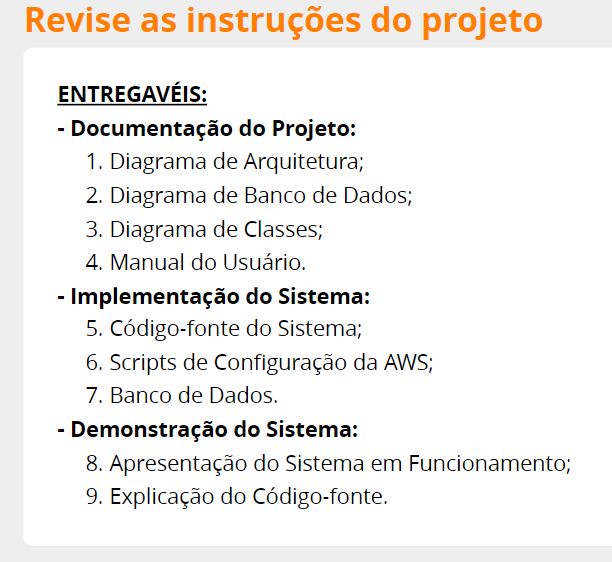 Revise as instruções do projeto
ENTREGAVÉIS:
- Documentação do Projeto:
1. Diagrama de Arquitetura;
2. Diagrama de Banco de Dados;
3. Diagrama de Classes;
4. Manual do Usuário.
- Implementação do Sistema:
5. Código-fonte do Sistema;
6. Scripts de Configuração da AWS;
7. Banco de Dados.
- Demonstração do Sistema:
8. Apresentação do Sistema em Funcionamento;
9. Explicação do Código-fonte.